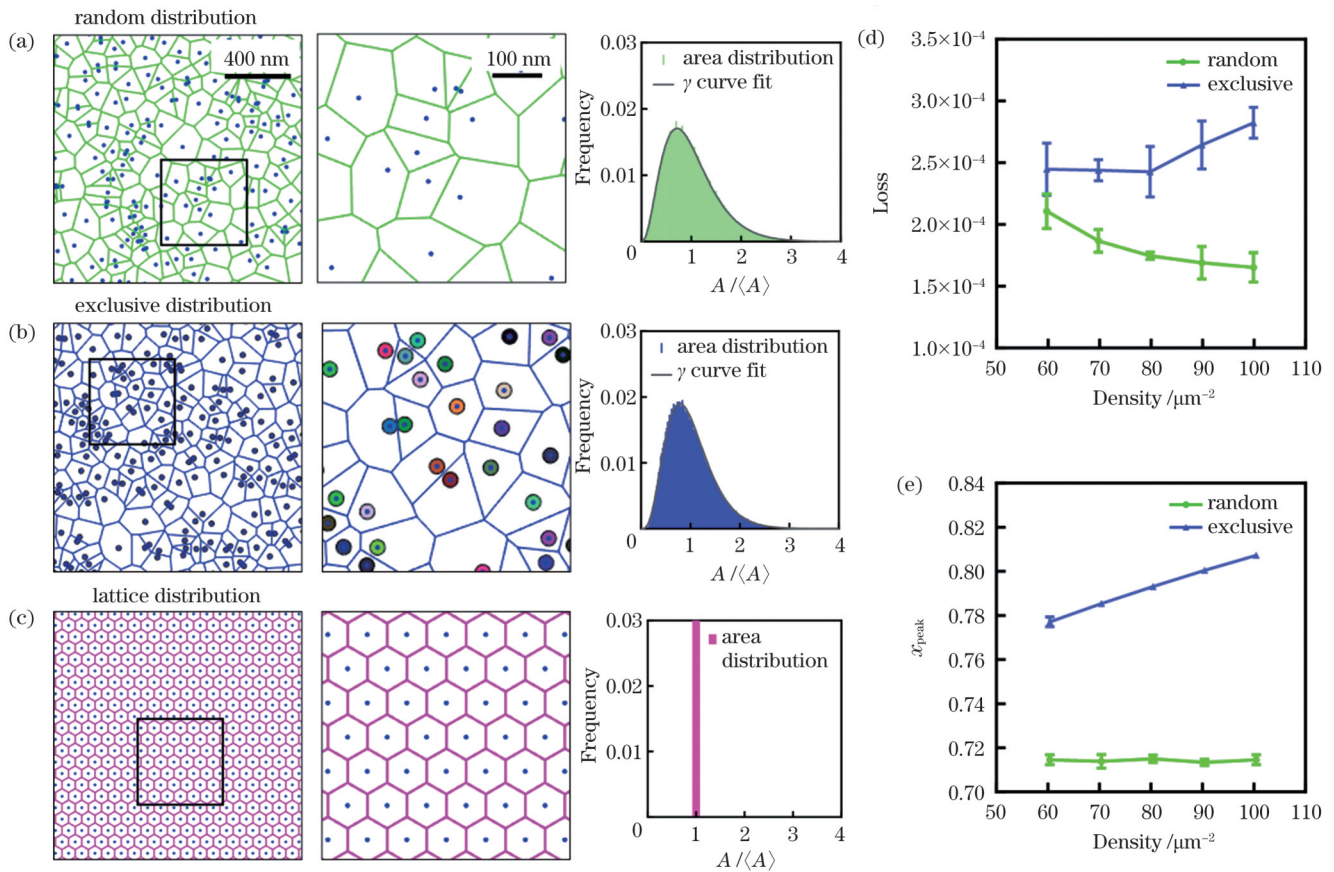 random distribution
(a)
400 nm
100 nm
0.03
0.02
0.01
0
1
2
3
4
Frequency
A/⟨A⟩
area distribution
γ curve fit
exclusive distribution
(b)
0.03
0.02
0.01
0
1
2
3
4
Frequency
A/⟨A⟩
area distribution
γ curve fit
lattice distribution
(c)
0.03
0.02
0.01
0
1
2
3
4
Frequency
A/⟨A⟩
area
distribution
(d)
3.5×10⁻⁴
3.0×10⁻⁴
2.5×10⁻⁴
2.0×10⁻⁴
1.5×10⁻⁴
1.0×10⁻⁴
Loss
random
exclusive
50
60
70
80
90
100
110
Density /μm⁻²
(e)
0.84
0.82
0.80
0.78
0.76
0.74
0.72
0.70
xpeak
random
exclusive
50
60
70
80
90
100
110
Density /μm⁻²